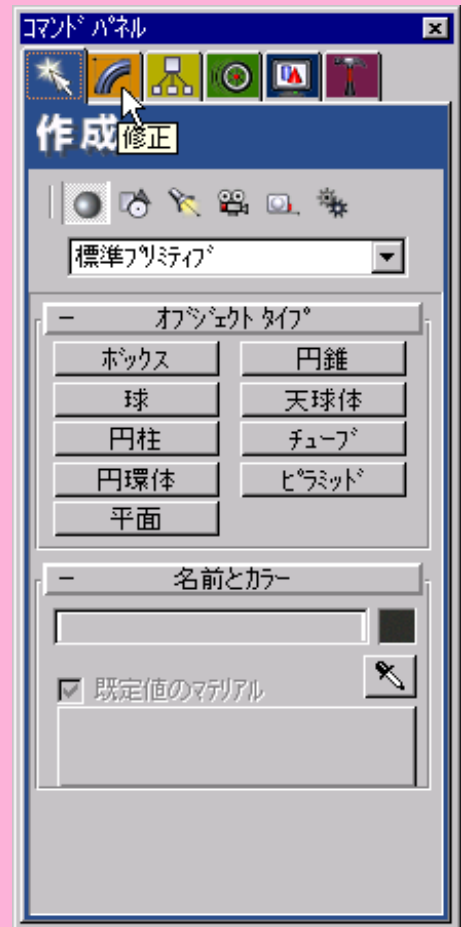 コマンド パネル
作成
修正
標準プリミティブ
− オブジェクト タイプ
ボックス 円錐
球 天球体
円柱 チューブ
円環体 ピラミッド
平面
− 名前とカラー
既定値のマテリアル